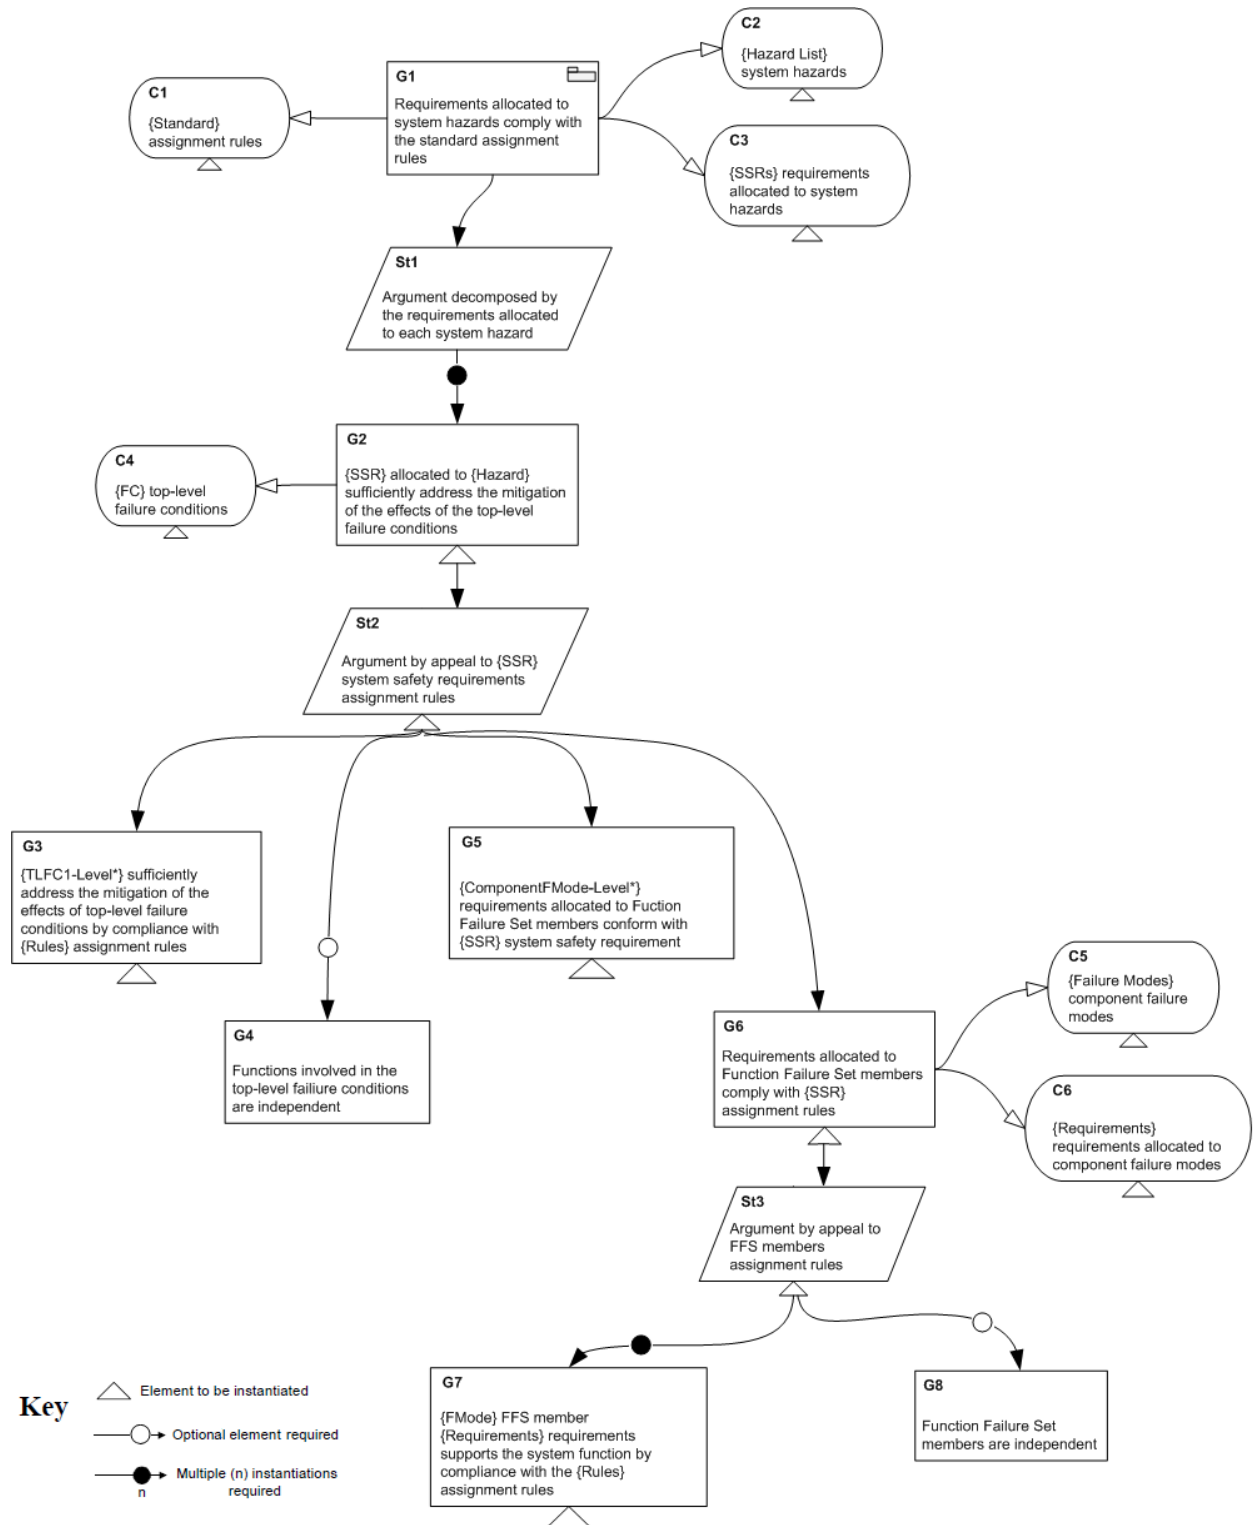 C2
{Hazard List}
system hazards
G1
Requirements allocated to
system hazards comply with
the standard assignment
rules
C1
{Standard}
assignment rules
C3
{SSRs} requirements
allocated to system
hazards
St1
Argument decomposed by
the requirements allocated
to each system hazard
G2
{SSR} allocated to {Hazard}
sufficiently address the mitigation
of the effects of the top-level
failure conditions
C4
{FC} top-level
failure conditions
St2
Argument by appeal to {SSR}
system safety requirements
assignment rules
G3
{TLFC1-Level*} sufficiently
address the mitigation of the
effects of top-level failure
conditions by compliance with
{Rules} assignment rules
G5
{ComponentFMode-Level*}
requirements allocated to Fuction
Failure Set members conform with
{SSR} system safety requirement
G4
Functions involved in the
top-level failiure conditions
are independent
G6
Requirements allocated to
Function Failure Set members
comply with {SSR}
assignment rules
C5
{Failure Modes}
component failure
modes
C6
{Requirements}
requirements allocated to
component failure modes
St3
Argument by appeal to
FFS members
assignment rules
G7
{FMode} FFS member
{Requirements} requirements
supports the system function by
compliance with the {Rules}
assignment rules
G8
Function Failure Set
members are independent
Key
Element to be instantiated
Optional element required
Multiple (n) instantiations
required
n